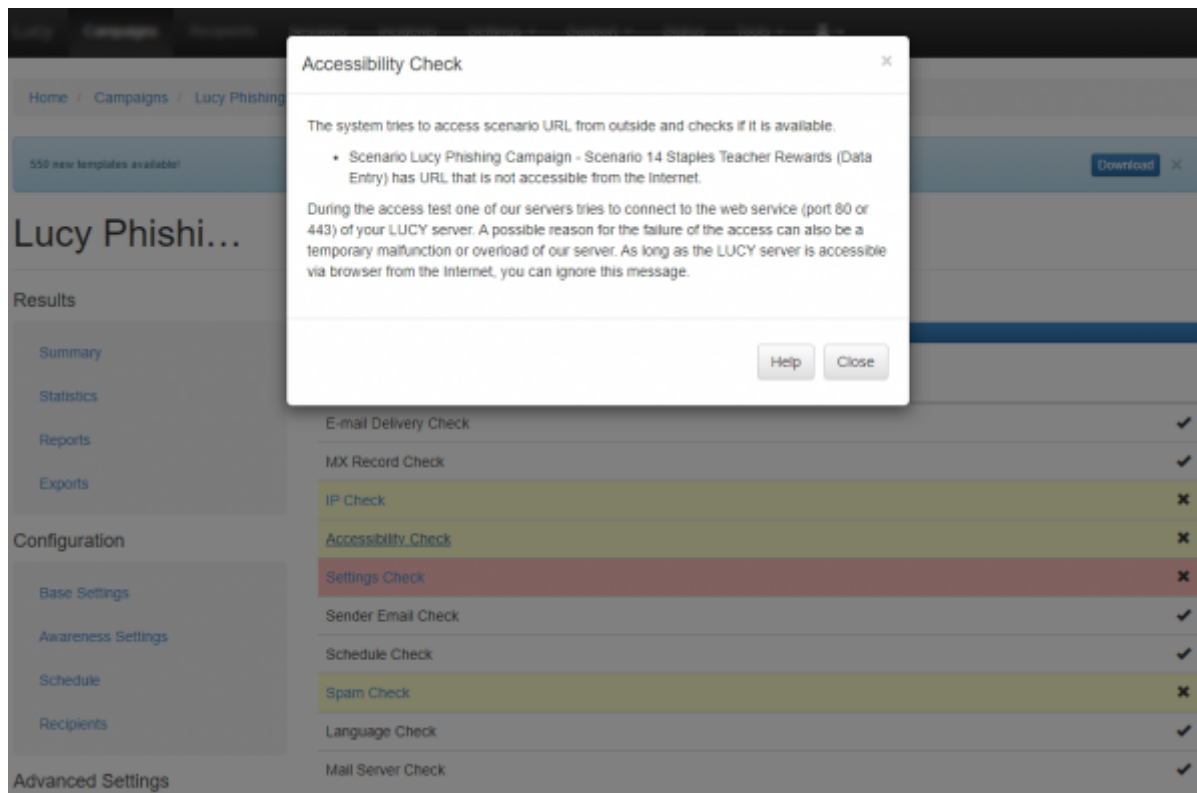 Lucy Campaigns Recipients
Accessibility Check ×
Home / Campaigns / Lucy Phishing
The system tries to access scenario URL from outside and checks if it is available.
550 new templates available! Download ×
• Scenario Lucy Phishing Campaign - Scenario 14 Staples Teacher Rewards (Data
Entry) has URL that is not accessible from the Internet.
During the access test one of our servers tries to connect to the web service (port 80 or
443) of your LUCY server. A possible reason for the failure of the access can also be a
temporary malfunction or overload of our server. As long as the LUCY server is accessible
via browser from the Internet, you can ignore this message.
Help Close
Lucy Phishi...
Results
Summary
Statistics
Reports
Exports
Configuration
Base Settings
Awareness Settings
Schedule
Recipients
Advanced Settings
E-mail Delivery Check
MX Record Check
IP Check
Accessibility Check
Settings Check
Sender Email Check
Schedule Check
Spam Check
Language Check
Mail Server Check